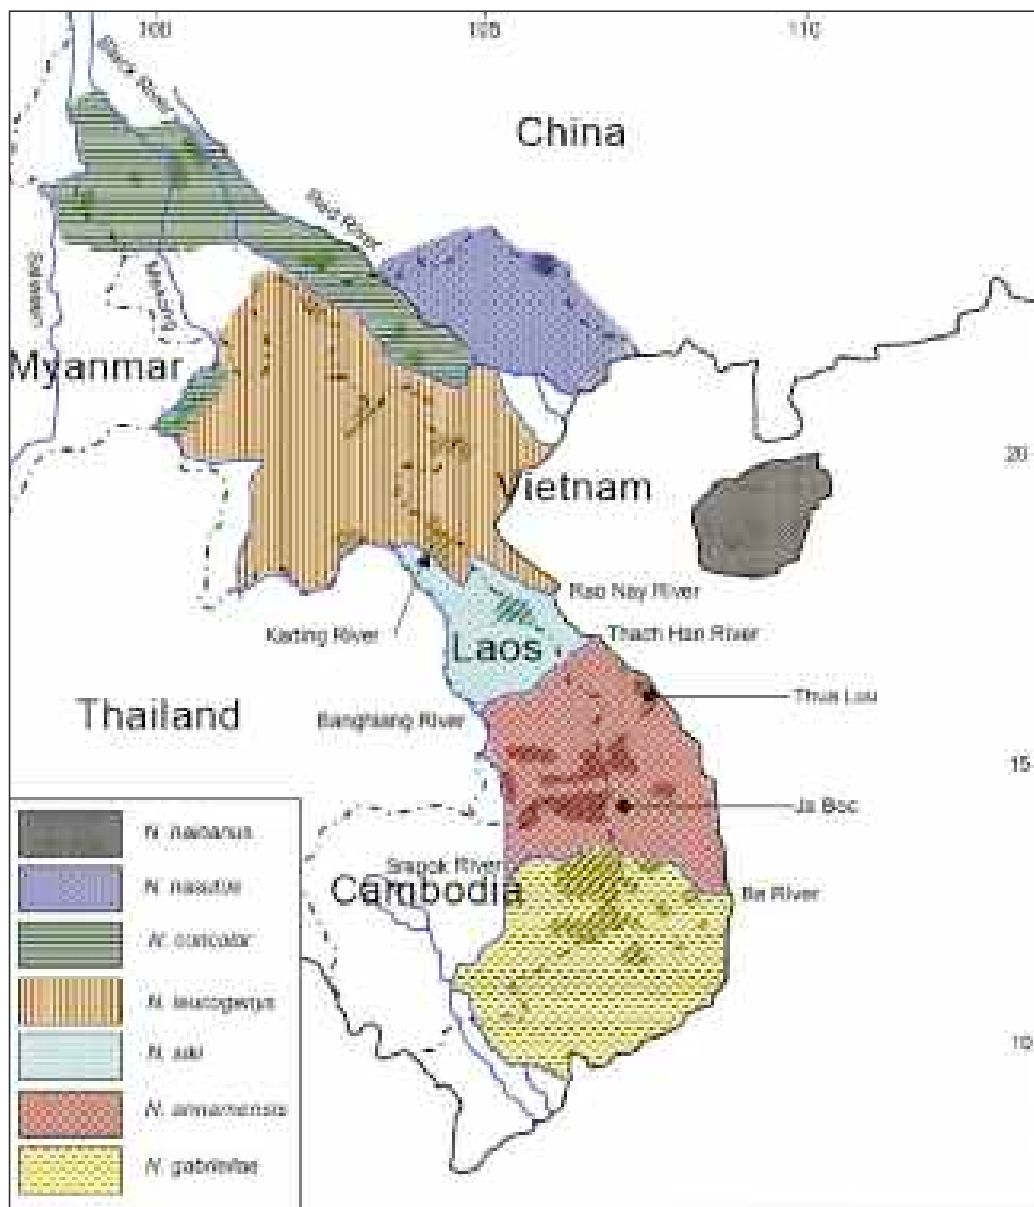 100 105 110
Black River
China
Red River
Salween
Mekong
Myanmar
20
Vietnam
Rao Nay River
Kading River
Thach Han River
Laos
Thua Luu
Thailand
Banghiang River
15
Ja Boc
N. hainanus
Srepok River
N. nasutus
Cambodia
Ba River
N. concolor
N. leucogenys
N. siki
10
N. annamensis
N. gabriellae